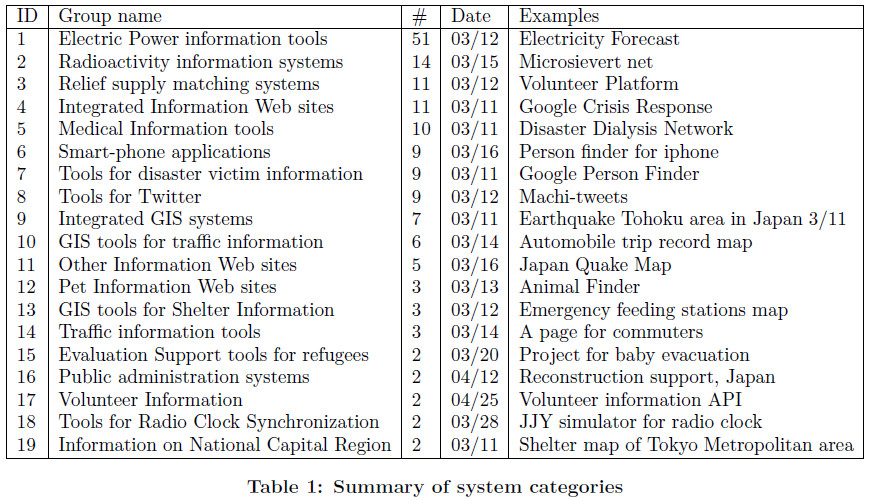 ID Group name # Date Examples
1 Electric Power information tools 51 03/12 Electricity Forecast
2 Radioactivity information systems 14 03/15 Microsievert net
3 Relief supply matching systems 11 03/12 Volunteer Platform
4 Integrated Information Web sites 11 03/11 Google Crisis Response
5 Medical Information tools 10 03/11 Disaster Dialysis Network
6 Smart-phone applications 9 03/16 Person finder for iphone
7 Tools for disaster victim information 9 03/11 Google Person Finder
8 Tools for Twitter 9 03/12 Machi-tweets
9 Integrated GIS systems 7 03/11 Earthquake Tohoku area in Japan 3/11
10 GIS tools for traffic information 6 03/14 Automobile trip record map
11 Other Information Web sites 5 03/16 Japan Quake Map
12 Pet Information Web sites 3 03/13 Animal Finder
13 GIS tools for Shelter Information 3 03/12 Emergency feeding stations map
14 Traffic information tools 3 03/14 A page for commuters
15 Evaluation Support tools for refugees 2 03/20 Project for baby evacuation
16 Public administration systems 2 04/12 Reconstruction support, Japan
17 Volunteer Information 2 04/25 Volunteer information API
18 Tools for Radio Clock Synchronization 2 03/28 JJY simulator for radio clock
19 Information on National Capital Region 2 03/11 Shelter map of Tokyo Metropolitan area
Table 1: Summary of system categories